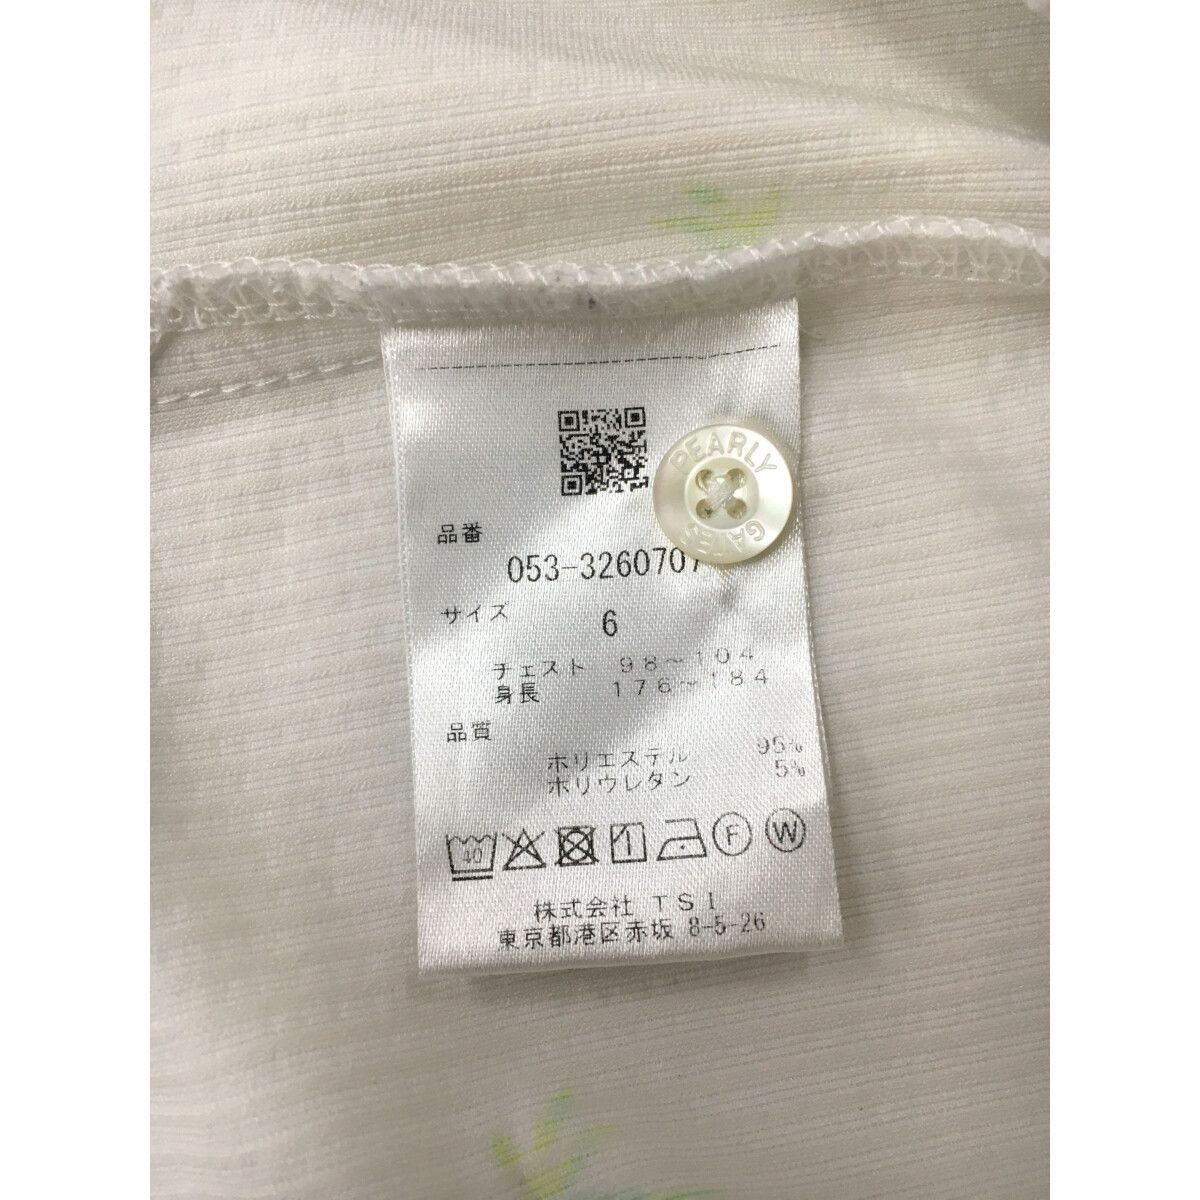 PEARLY
GATES
品番
053-3260707
サイズ 6
チェスト 98~104
身長 176~184
品質
ポリエステル 95%
ポリウレタン 5%
40
F
W
株式会社 TSI
東京都港区赤坂 8-5-26